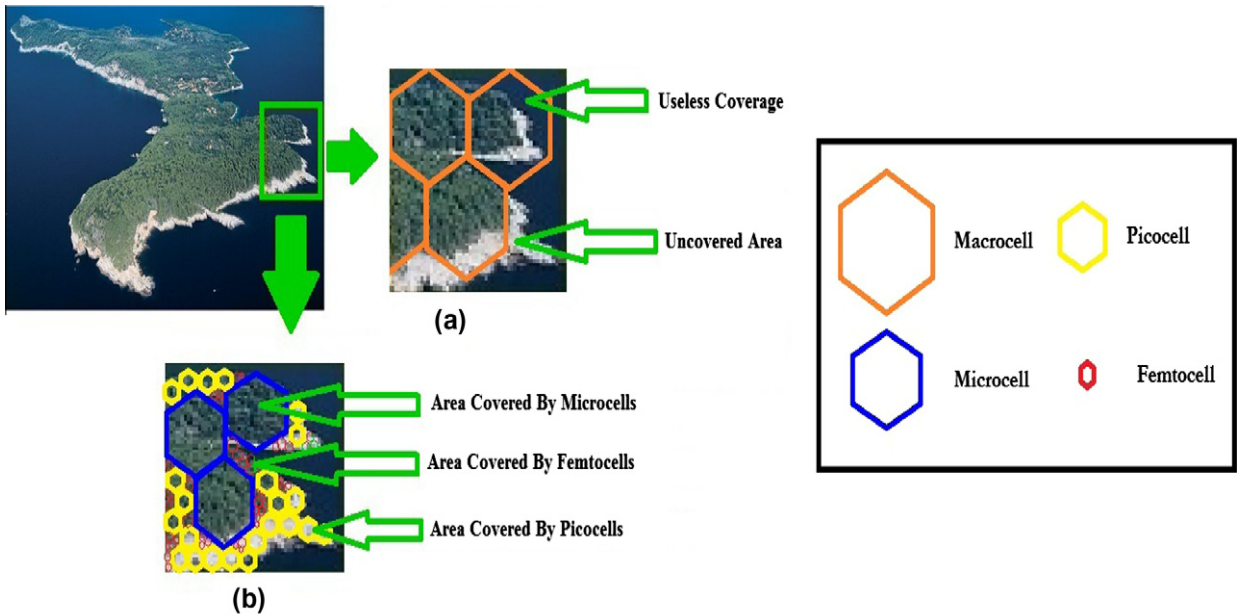 Useless Coverage
Uncovered Area
(a)
Area Covered By Microcells
Area Covered By Femtocells
Area Covered By Picocells
(b)
Macrocell
Picocell
Microcell
Femtocell